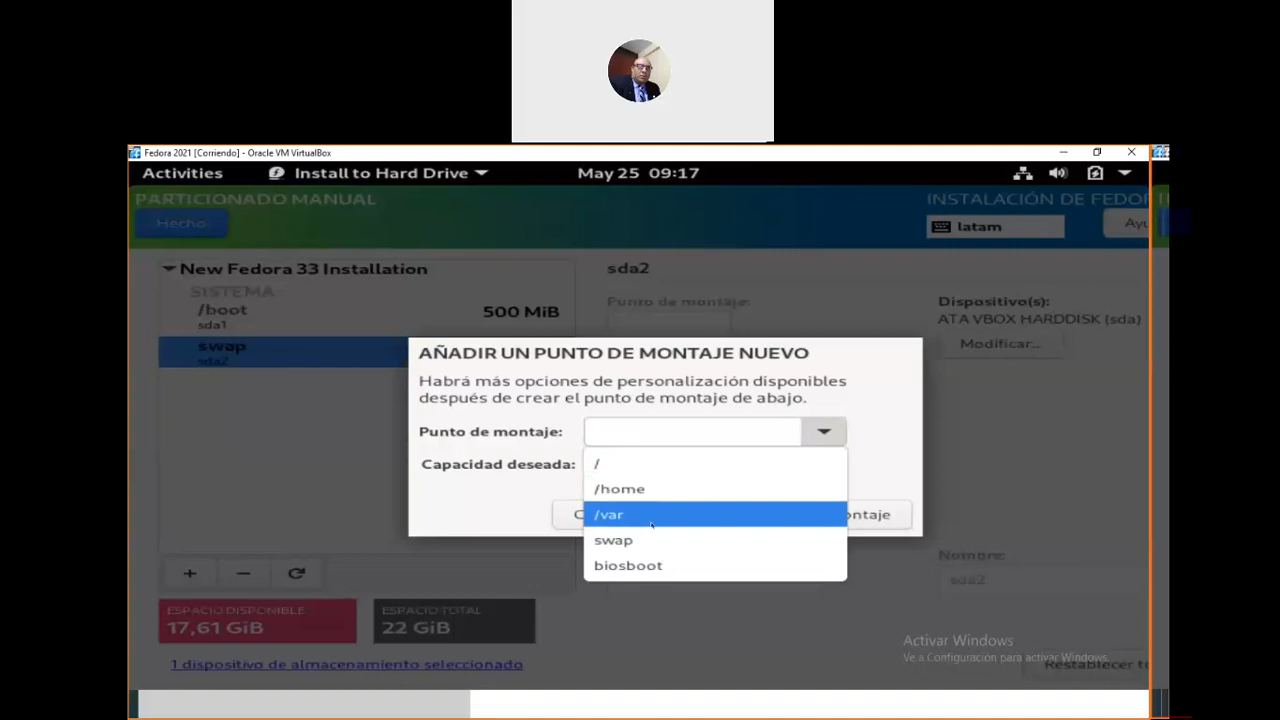 Fedora 2021 [Corriendo] - Oracle VM VirtualBox
Activities
Install to Hard Drive
May 25 09:17
PARTICIONADO MANUAL
INSTALACIÓN DE FEDOR
Hecho
latam
Ayu
New Fedora 33 Installation
SISTEMA
/boot
sda1
500 MiB
swap
sda2
sda2
Punto de montaje:
Dispositivo(s):
ATA VBOX HARDDISK (sda)
Modificar...
AÑADIR UN PUNTO DE MONTAJE NUEVO
Habrá más opciones de personalización disponibles
después de crear el punto de montaje de abajo.
Punto de montaje:
Capacidad deseada:
/
/home
/var
swap
biosboot
C
ontaje
Nombre:
sda2
+
−
ESPACIO DISPONIBLE
17,61 GiB
ESPACIO TOTAL
22 GiB
1 dispositivo de almacenamiento seleccionado
Activar Windows
Ve a Configuración para activar Windows.
Restablecer to